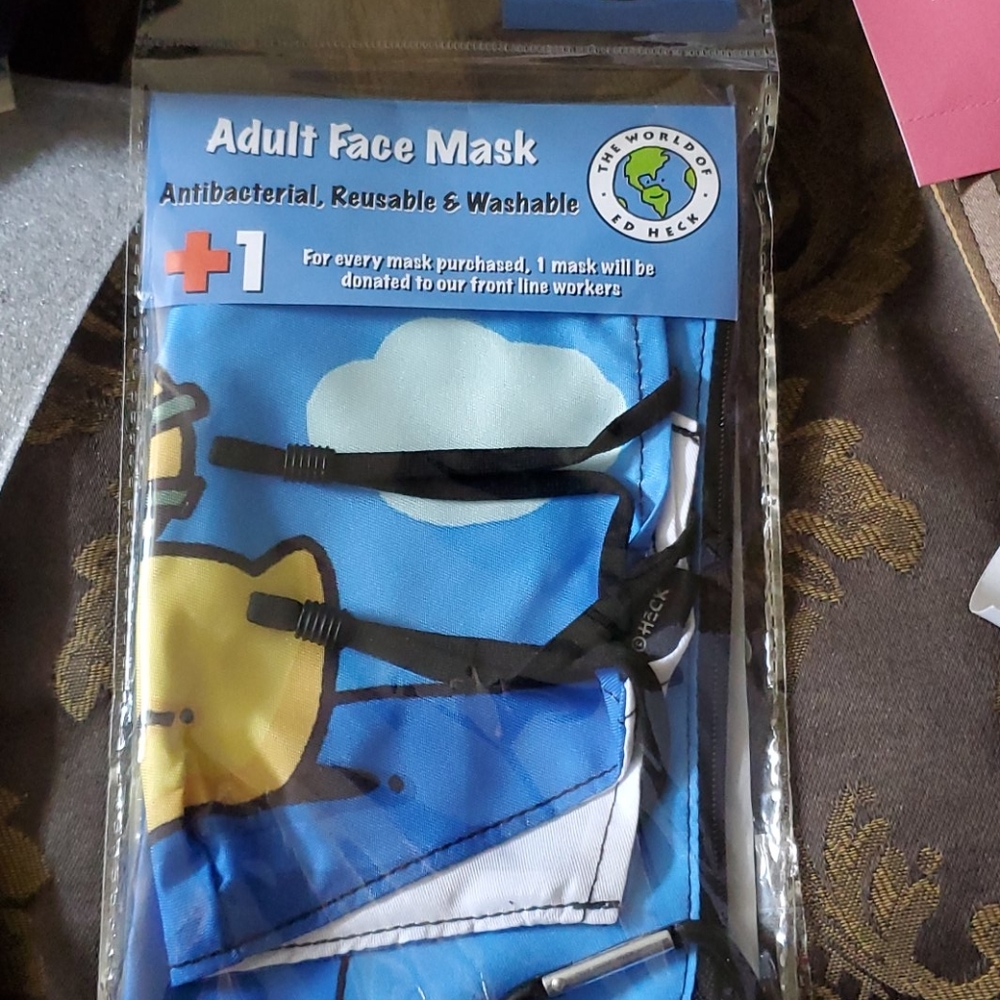 Adult Face Mask
THE WORLD OF
ED HECK
Antibacterial, Reusable & Washable
+1
For every mask purchased, 1 mask will be
donated to our front line workers
©HECK